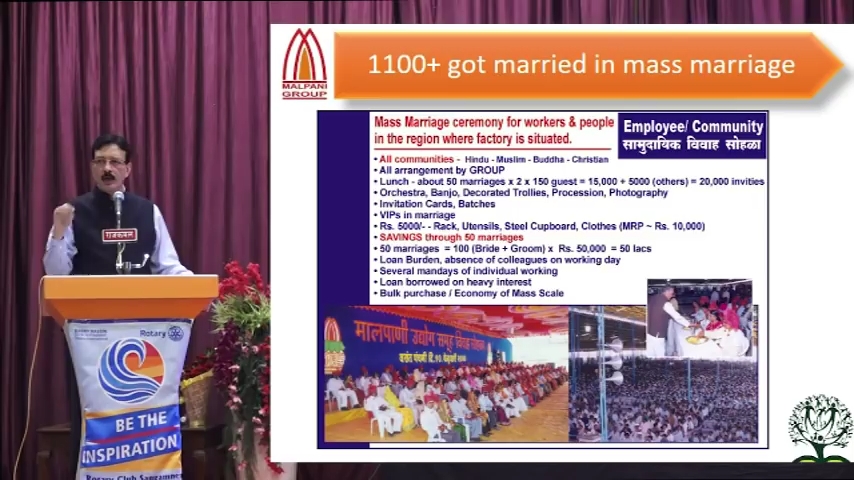 MALPANI
GROUP
1100+ got married in mass marriage
Mass Marriage ceremony for workers & people
in the region where factory is situated.
Employee/ Community
सामुदायिक विवाह सोहळा
• All communities - Hindu - Muslim - Buddha - Christian
• All arrangement by GROUP
• Lunch - about 50 marriages x 2 x 150 guest = 15,000 + 5000 (others) = 20,000 invities
• Orchestra, Banjo, Decorated Trollies, Procession, Photography
• Invitation Cards, Batches
• VIPs in marriage
• Rs. 5000/- - Rack, Utensils, Steel Cupboard, Clothes (MRP ~ Rs. 10,000)
• SAVINGS through 50 marriages
• 50 marriages = 100 (Bride + Groom) x Rs. 50,000 = 50 lacs
• Loan Burden, absence of colleagues on working day
• Several mandays of individual working
• Loan borrowed on heavy interest
• Bulk purchase / Economy of Mass Scale
मालपाणी उद्योग समूह विवाह सोहळा
Rotary
BE THE
INSPIRATION
Rotary Club Sangamner